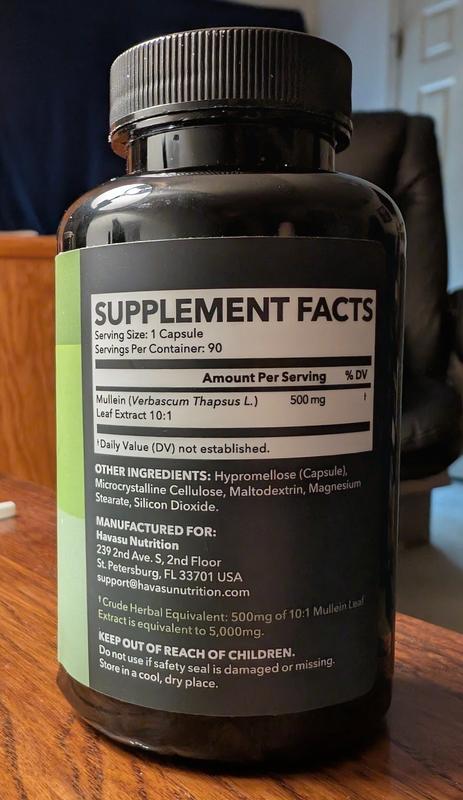 SUPPLEMENT FACTS
Serving Size: 1 Capsule
Servings Per Container: 90
Amount Per Serving % DV
Mullein (Verbascum Thapsus L.) 500 mg †
Leaf Extract 10:1
†Daily Value (DV) not established.
OTHER INGREDIENTS: Hypromellose (Capsule),
Microcrystalline Cellulose, Maltodextrin, Magnesium
Stearate, Silicon Dioxide.
MANUFACTURED FOR:
Havasu Nutrition
239 2nd Ave. S, 2nd Floor
St. Petersburg, FL 33701 USA
support@havasunutrition.com
†Crude Herbal Equivalent: 500mg of 10:1 Mullein Leaf
Extract is equivalent to 5,000mg.
KEEP OUT OF REACH OF CHILDREN.
Do not use if safety seal is damaged or missing.
Store in a cool, dry place.